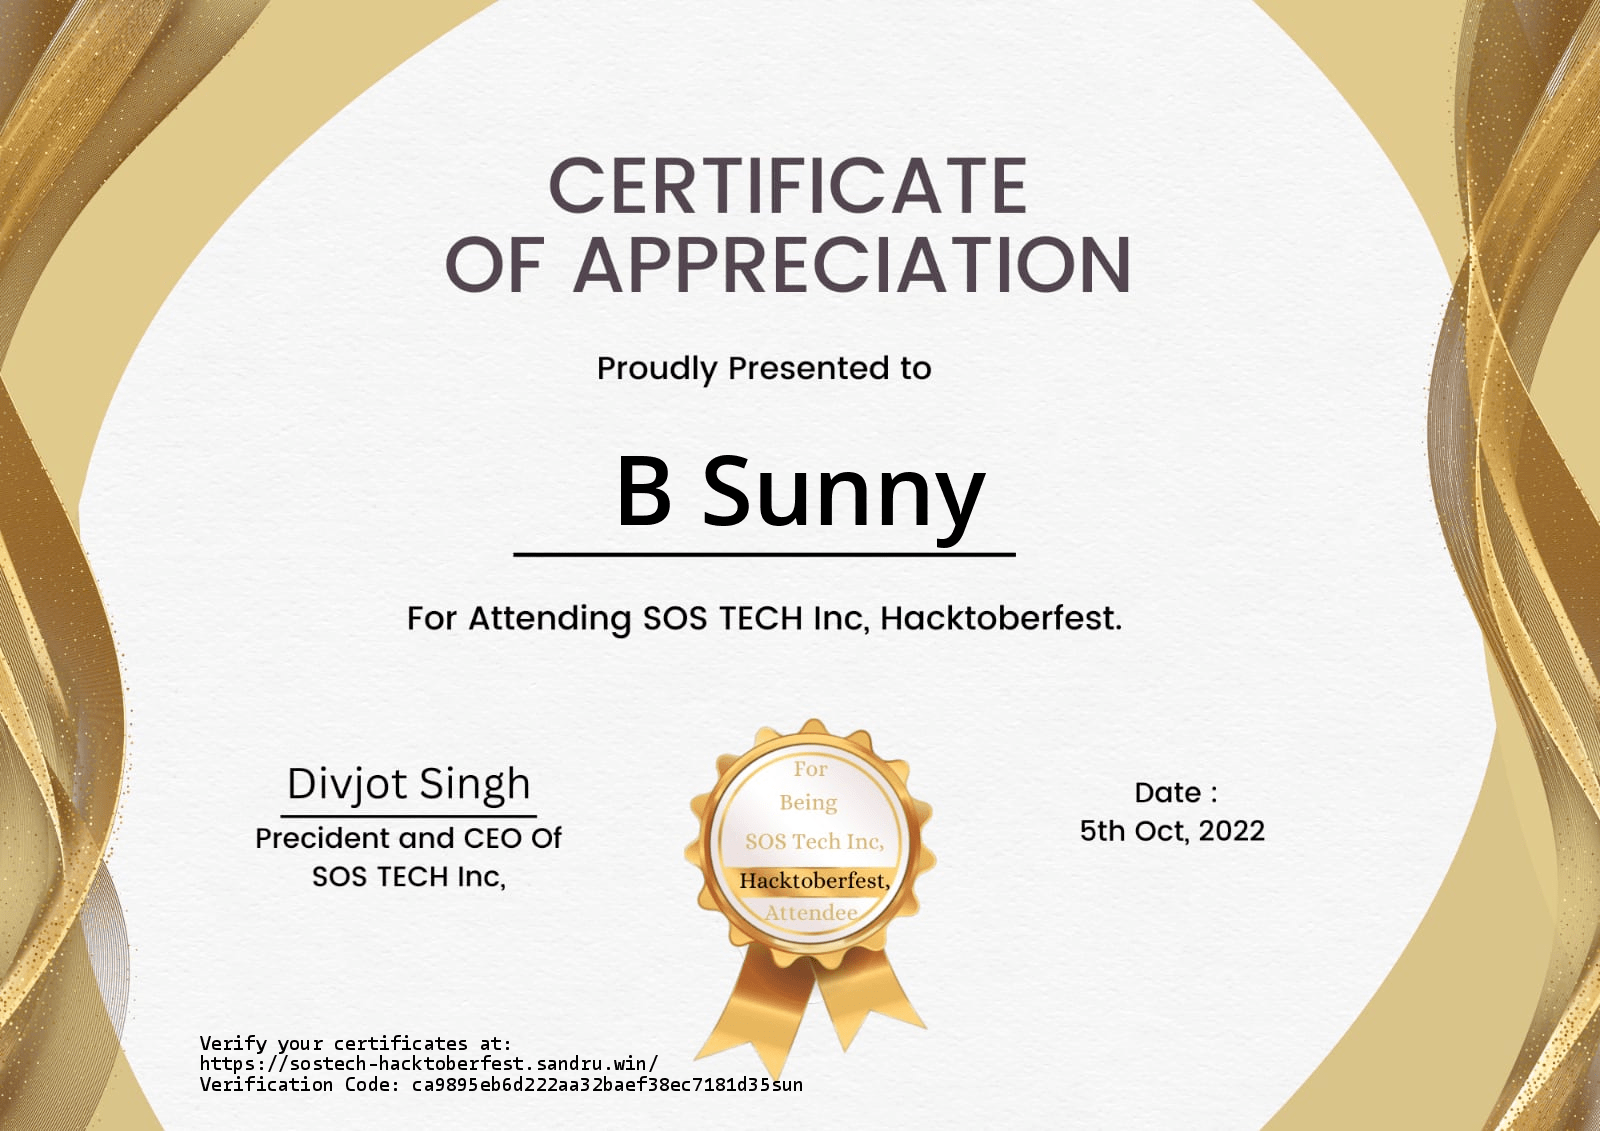 CERTIFICATE
OF APPRECIATION
Proudly Presented to
B Sunny
For Attending SOS TECH Inc, Hacktoberfest.
Divjot Singh
Precident and CEO Of
SOS TECH Inc,
For
Being
SOS Tech Inc,
Hacktoberfest,
Attendee
Date :
5th Oct, 2022
Verify your certificates at:
https://sostech-hacktoberfest.sandru.win/
Verification Code: ca9895eb6d222aa32baef38ec7181d35sun